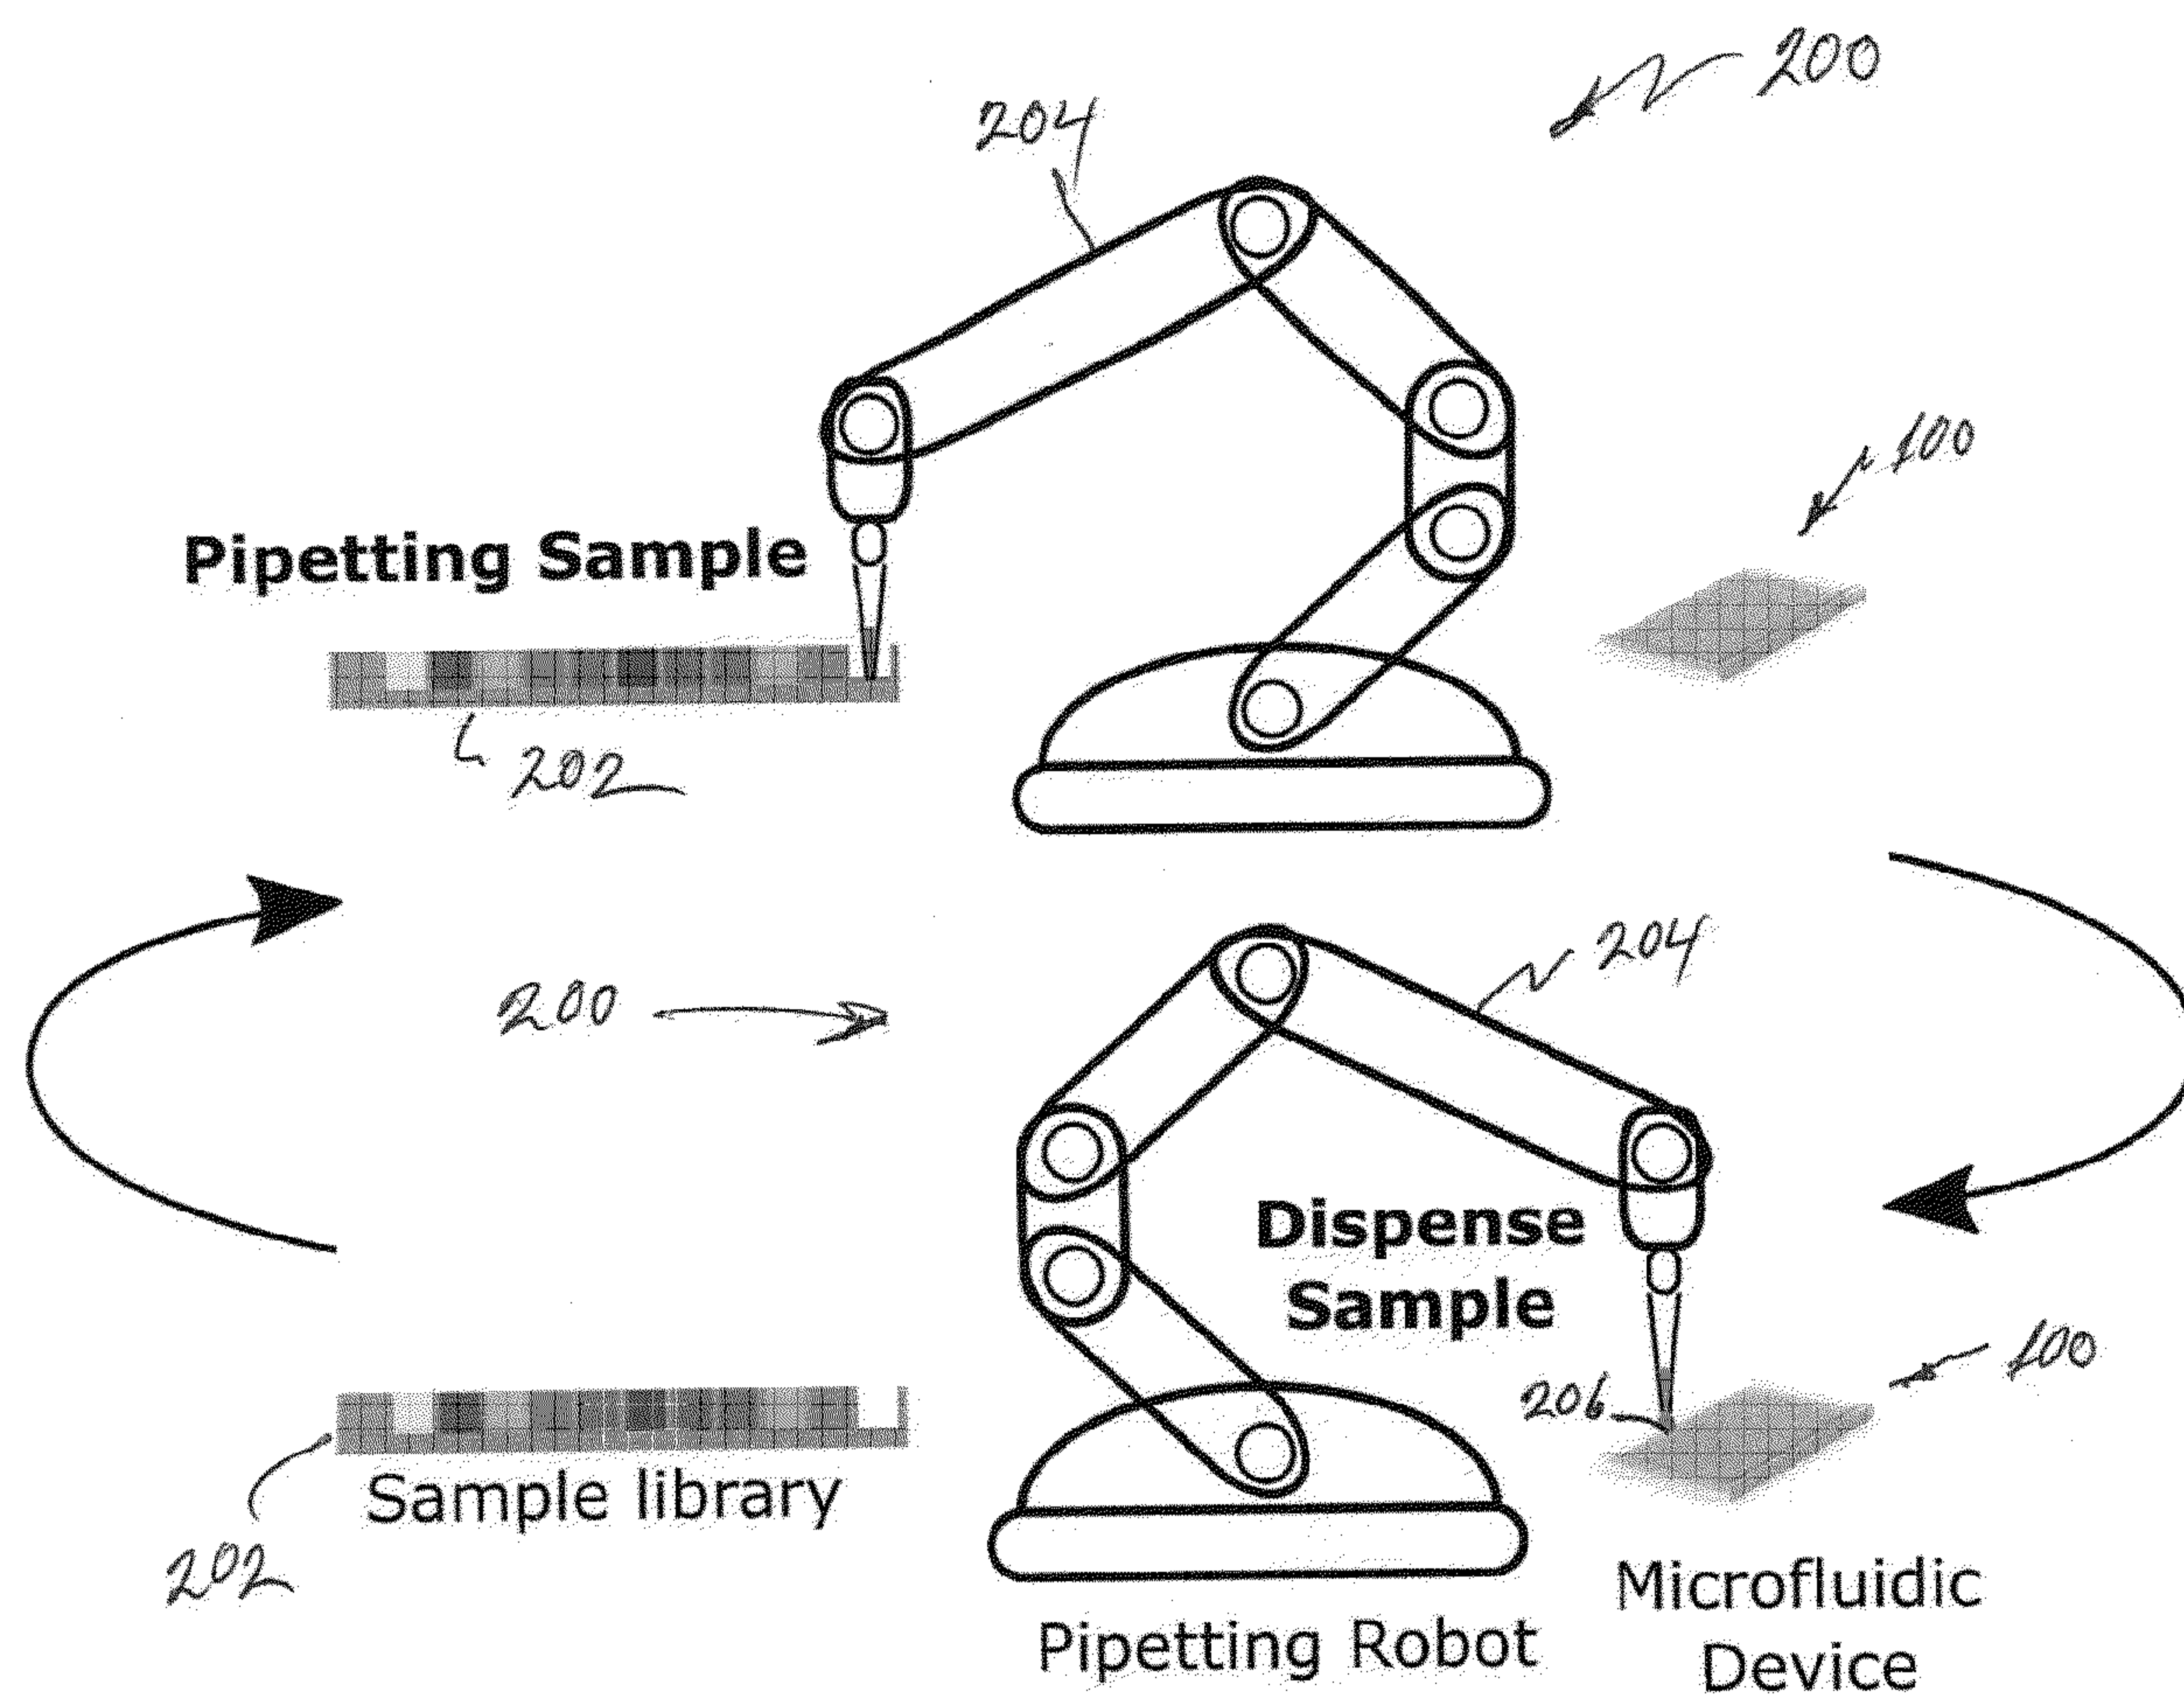 200
204
100
Pipetting Sample
202
204
200
Dispense
Sample
100
206
Sample library
202
Microfluidic
Device
Pipetting Robot